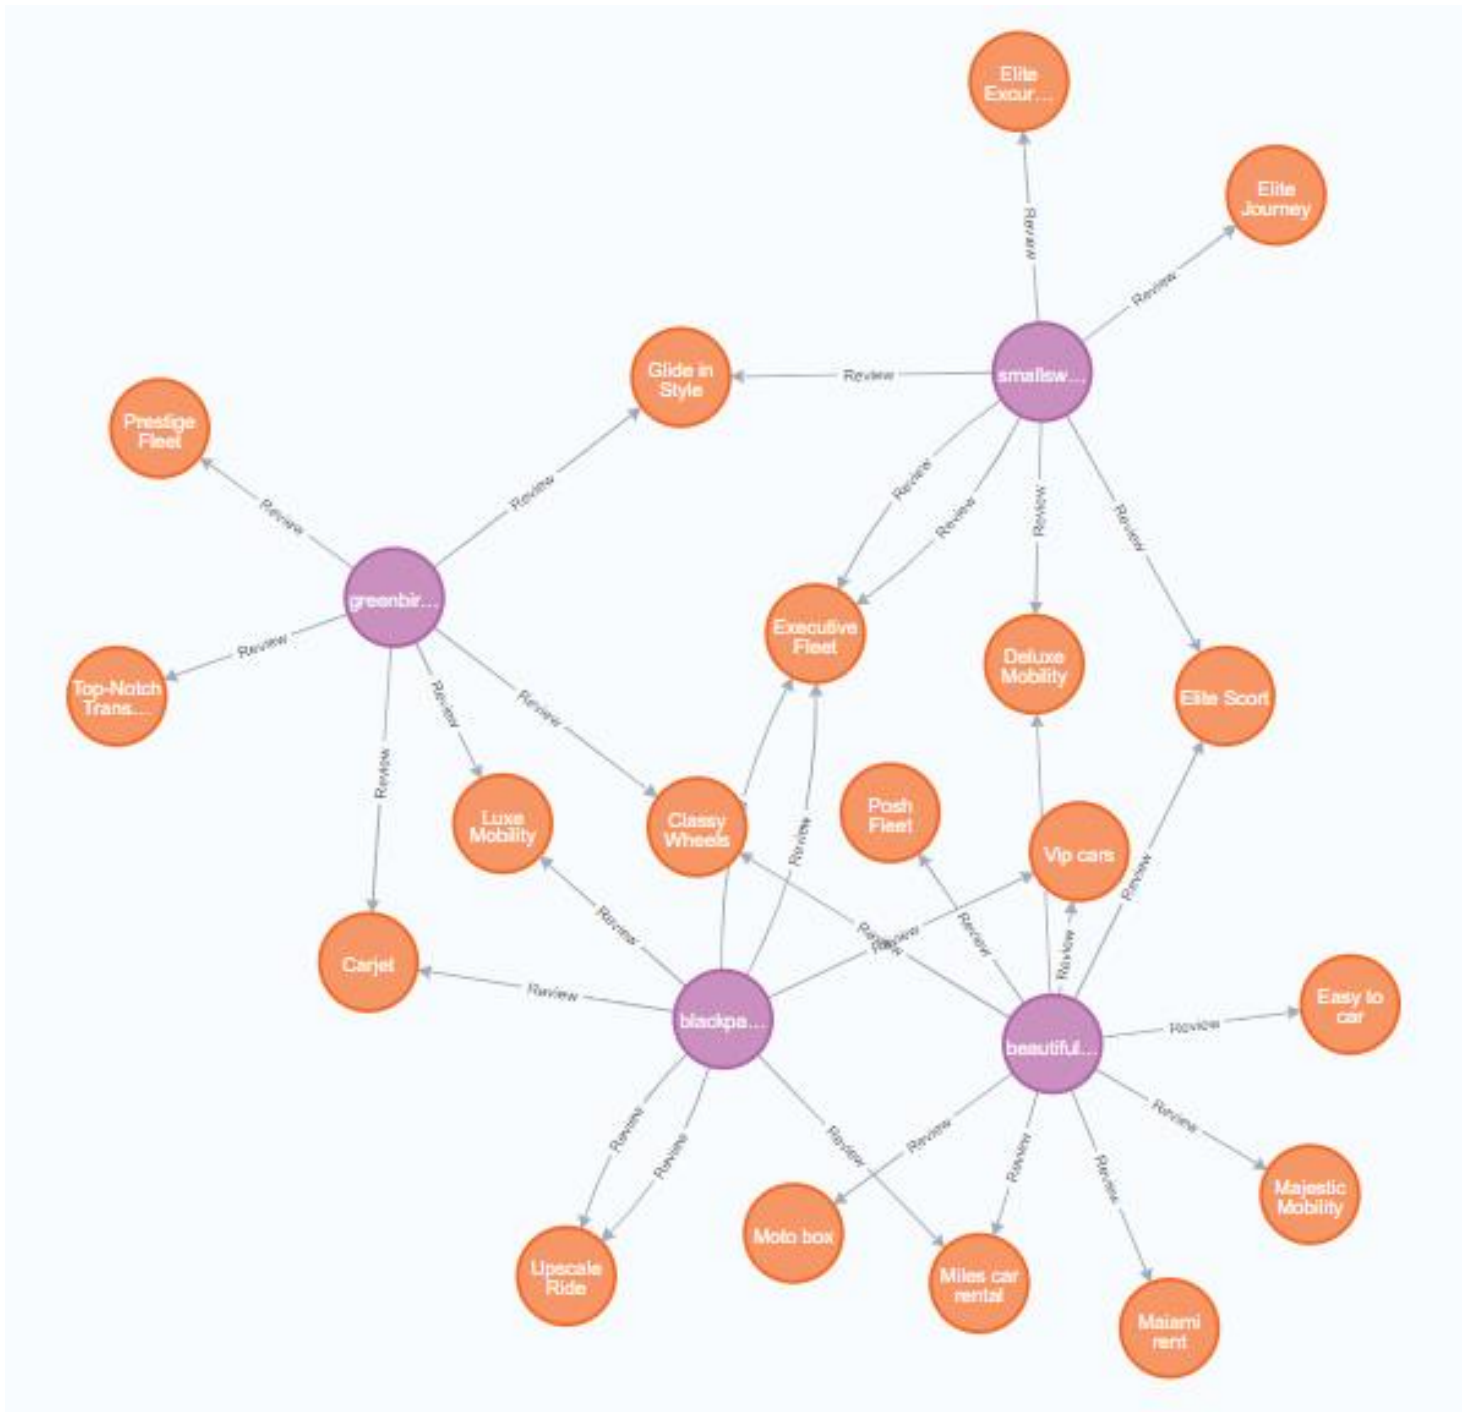 Elite
Excur...
Elite
Journey
Review
Review
Glide in
Style
Review
smallsw...
Prestige
Fleet
Review
Review
Review
Review
Review
Review
greenbir...
Executive
Fleet
Deluxe
Mobility
Elite Scort
Review
Top-Notch
Trans...
Review
Review
Review
Luxe
Mobility
Classy
Wheels
Posh
Fleet
Vip cars
Review
Review
Review
Review
Review
Review
Review
Carjet
Review
blackpa...
beautiful...
Easy to
car
Review
Review
Review
Review
Review
Review
Review
Review
Majestic
Mobility
Moto box
Upscale
Ride
Miles car
rental
Maiami
rent